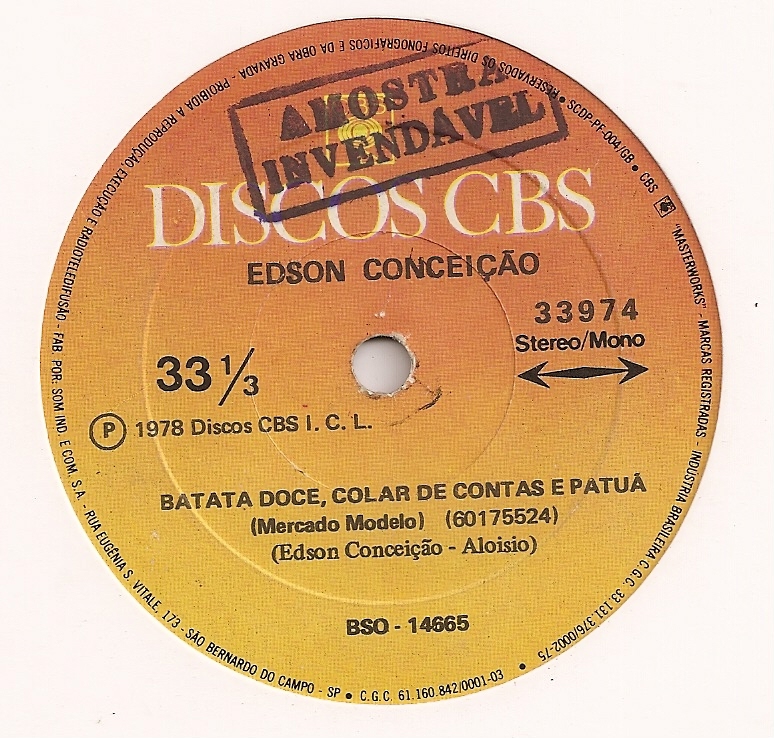 AMOSTRA
INVENDÁVEL
CBS
DISCOS CBS
EDSON CONCEIÇÃO
33974
Stereo/Mono
33 1/3
P 1978 Discos CBS I. C. L.
BATATA DOCE, COLAR DE CONTAS E PATUÁ
(Mercado Modelo) (60175524)
(Edson Conceição - Aloisio)
BSO - 14665
FAB. POR: SOM IND. E COM. S.A. - RUA EUGÊNIA S. VITALE, 173 - SÃO BERNARDO DO CAMPO - SP • C.G.C. 61.160.842/0001-03 •
RESERVADOS OS DIREITOS FONOGRÁFICOS E DA OBRA GRAVADA - PROIBIDA A REPRODUÇÃO, EXECUÇÃO E RADIOTELEDIFUSÃO -
• SCDP-PF-004/GB • CBS "MASTERWORKS" - MARCAS REGISTRADAS - INDÚSTRIA BRASILEIRA C.G.C. 33.131.376/0002-75